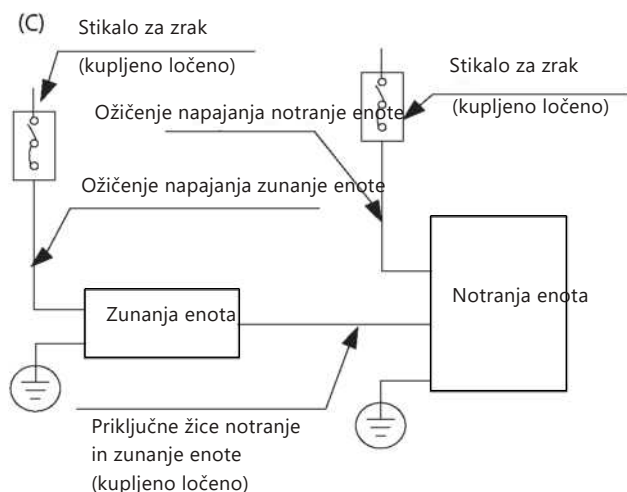 (C)
Stikalo za zrak
(kupljeno ločeno)
Stikalo za zrak
(kupljeno ločeno)
Ožičenje napajanja notranje enote
Ožičenje napajanja zunanje enote
Zunanja enota
Notranja enota
Priključne žice notranje
in zunanje enote
(kupljeno ločeno)